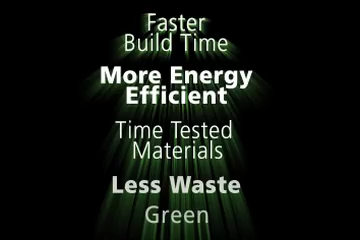 Faster
Build Time
More Energy
Efficient
Time Tested
Materials
Less Waste
Green